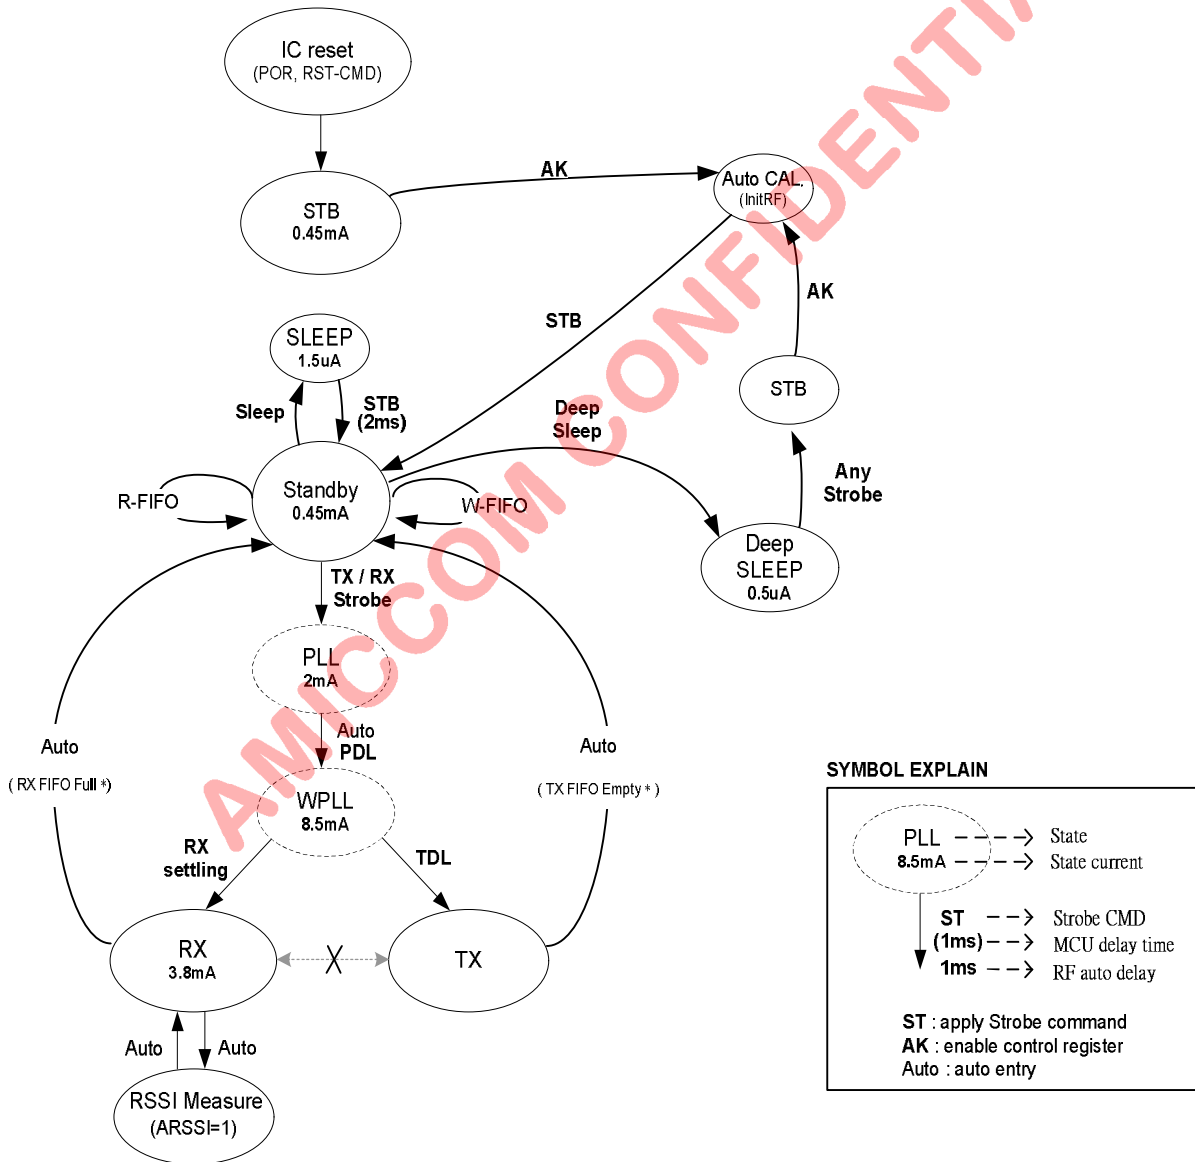 IC reset
(POR, RST-CMD)
STB
0.45mA
AK
Auto CAL.
(InitRF)
AK
STB
SLEEP
1.5uA
Sleep
STB
(2ms)
Deep
Sleep
STB
Any
Strobe
R-FIFO
Standby
0.45mA
W-FIFO
Deep
SLEEP
0.5uA
TX / RX
Strobe
PLL
2mA
Auto
PDL
Auto
( RX FIFO Full *)
Auto
( TX FIFO Empty * )
WPLL
8.5mA
RX
settling
TDL
RX
3.8mA
X
TX
Auto
Auto
RSSI Measure
(ARSSI=1)
SYMBOL EXPLAIN
PLL
State
8.5mA
State current
ST
Strobe CMD
(1ms)
MCU delay time
1ms
RF auto delay
ST : apply Strobe command
AK : enable control register
Auto : auto entry
AMICCOM CONFIDENTIA